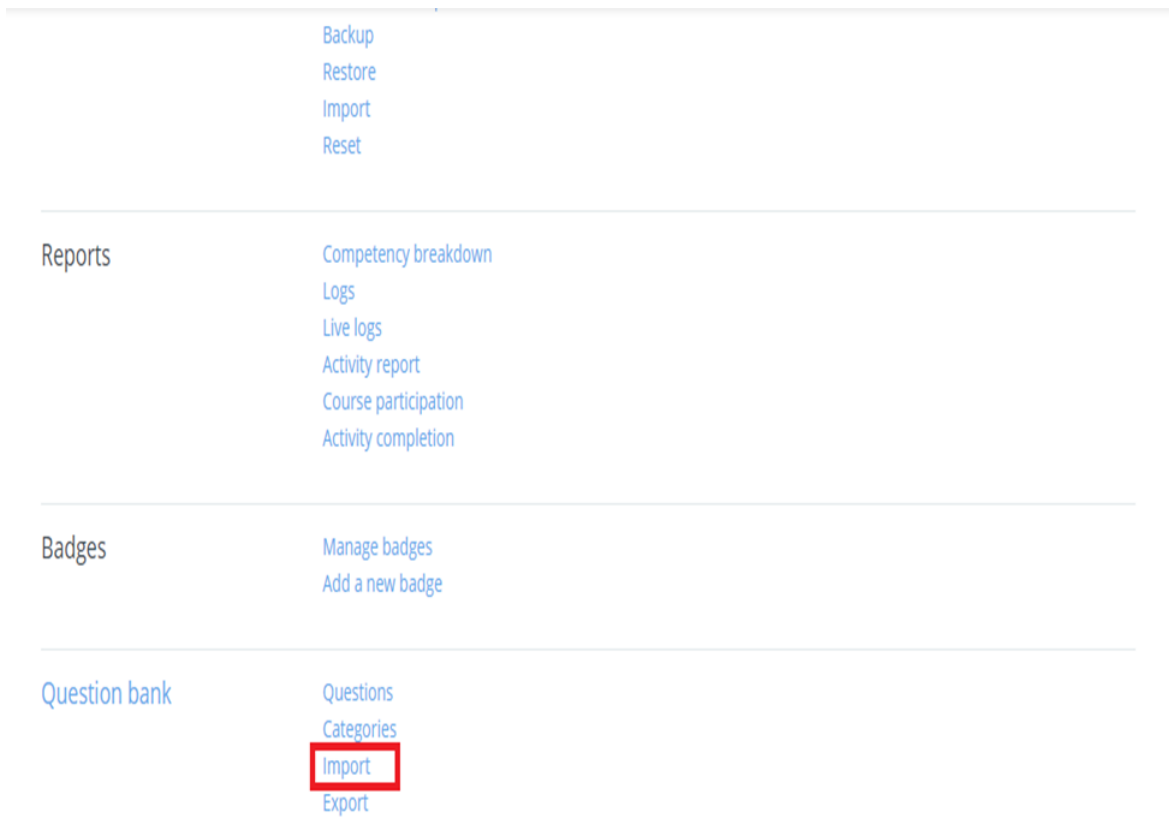 Backup
Restore
Import
Reset
Reports
Competency breakdown
Logs
Live logs
Activity report
Course participation
Activity completion
Badges
Manage badges
Add a new badge
Question bank
Questions
Categories
Import
Export